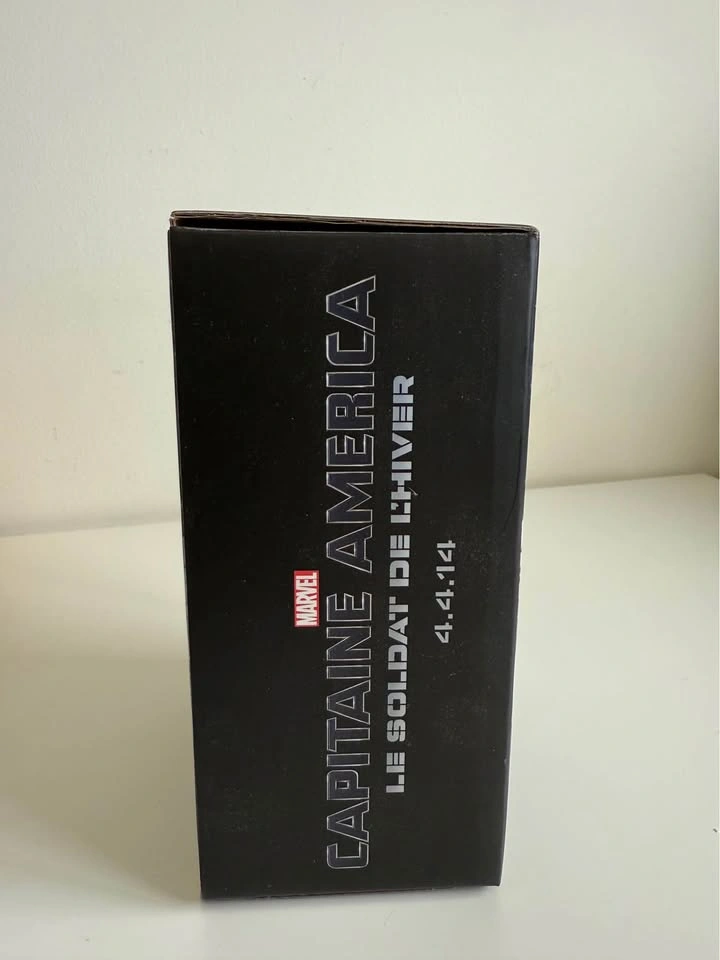 MARVEL
CAPITAINE AMERICA
LE SOLDAT DE L'HIVER
4.4.14